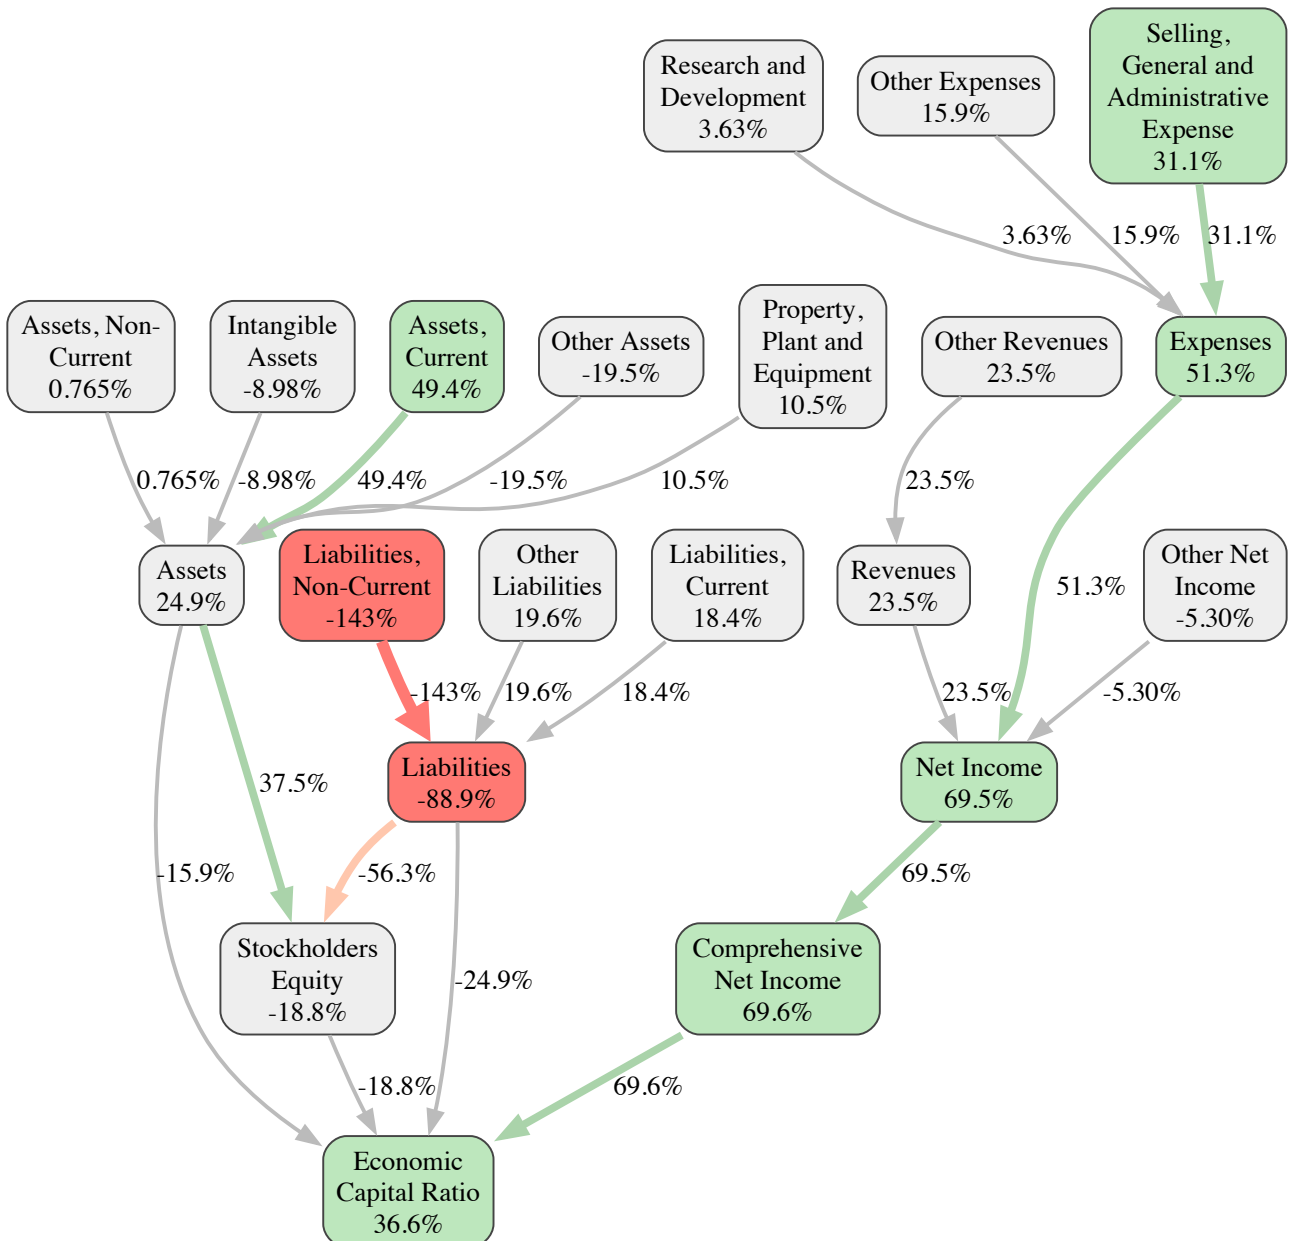 Research and
Development
3.63%
Other Expenses
15.9%
Selling,
General and
Administrative
Expense
31.1%
3.63%
15.9%
31.1%
Assets, Non-
Current
0.765%
Intangible
Assets
-8.98%
Assets,
Current
49.4%
Other Assets
-19.5%
Property,
Plant and
Equipment
10.5%
Other Revenues
23.5%
Expenses
51.3%
0.765%
-8.98%
49.4%
-19.5%
10.5%
23.5%
51.3%
Assets
24.9%
Liabilities,
Non-Current
-143%
Other
Liabilities
19.6%
Liabilities,
Current
18.4%
Revenues
23.5%
Other Net
Income
-5.30%
-143%
19.6%
18.4%
23.5%
-5.30%
37.5%
Liabilities
-88.9%
Net Income
69.5%
-15.9%
-56.3%
69.5%
Stockholders
Equity
-18.8%
-24.9%
Comprehensive
Net Income
69.6%
-18.8%
69.6%
Economic
Capital Ratio
36.6%